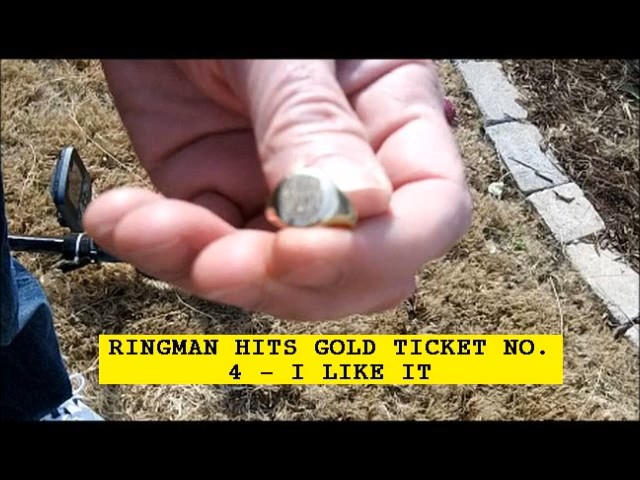 RINGMAN HITS GOLD TICKET NO.
4 – I LIKE IT